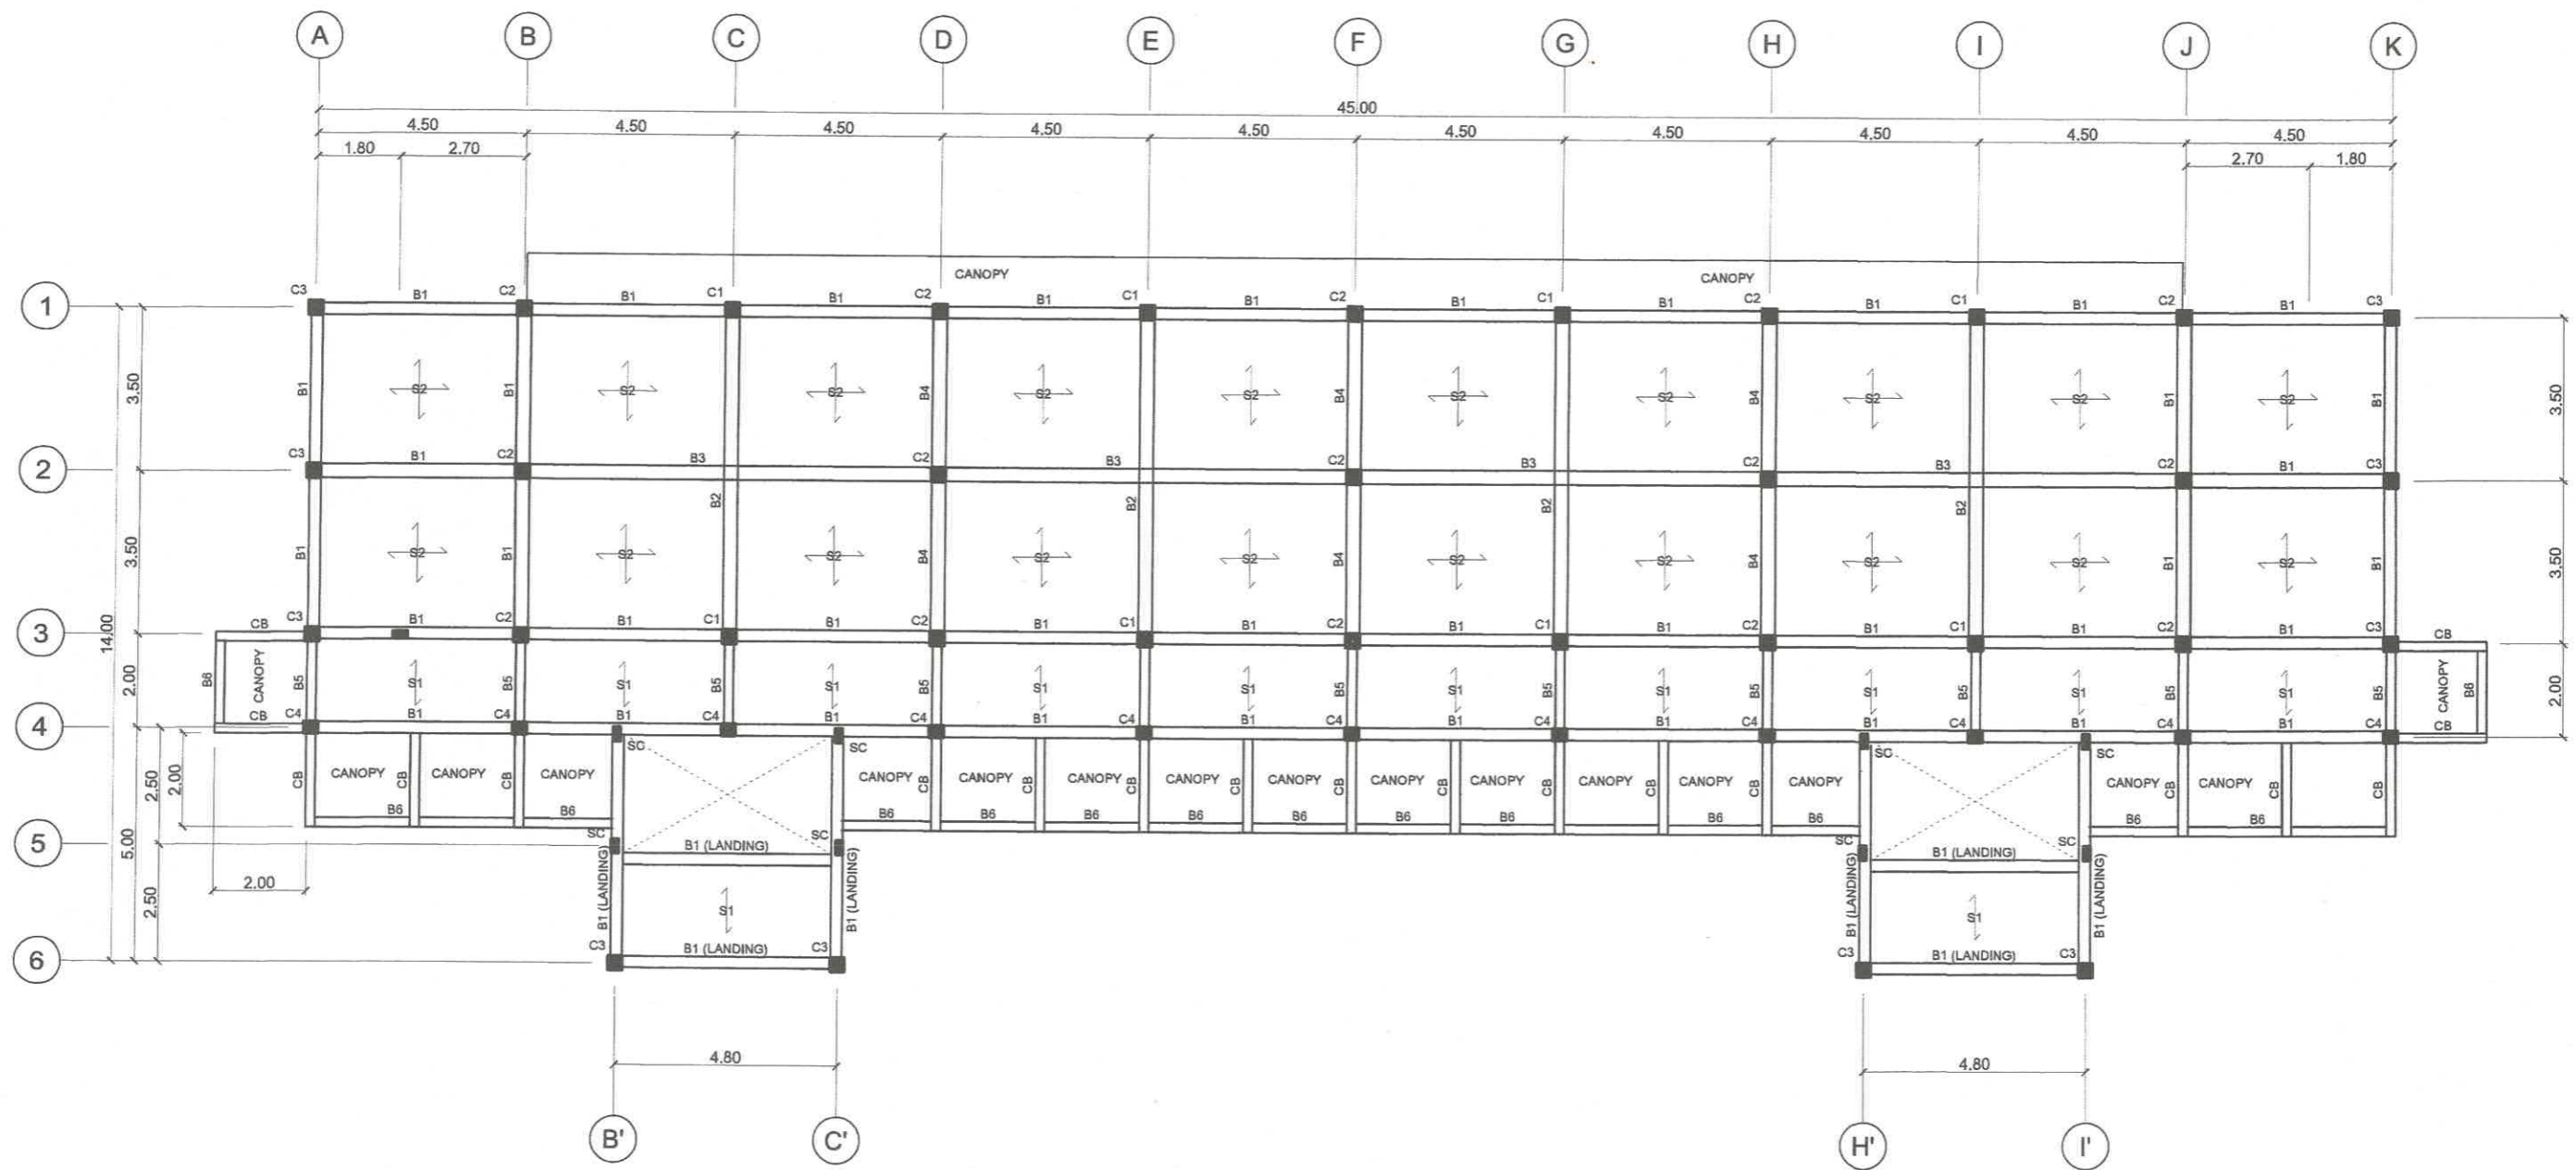 A B C D E F G H I J K
45.00
4.50 4.50 4.50 4.50 4.50 4.50 4.50 4.50 4.50 4.50
1.80 2.70 2.70 1.80
CANOPY CANOPY
1 C3 B1 C2 B1 C1 B1 C2 B1 C1 B1 C2 B1 C1 B1 C2 B1 C1 B1 C2 B1 C3
3.50 B1 S2 B1 S2 S2 B4 S2 S2 B4 S2 S2 B4 S2 S2 B1 S2 B1 3.50
2 C3 B1 C2 B3 C2 B3 C2 B3 C2 B3 C2 B1 C3
B2 B2 B2 B2
3.50 B1 S2 B1 S2 S2 B4 S2 S2 B4 S2 S2 B4 S2 S2 B1 S2 B1 3.50
3 CB C3 B1 C2 B1 C1 B1 C2 B1 C1 B1 C2 B1 C1 B1 C2 B1 C1 B1 C2 B1 C3 CB
14.00 2.00 B6 CANOPY B5 S1 B5 S1 B5 S1 B5 S1 S1 B5 S1 B5 S1 B5 S1 B5 S1 B5 S1 B5 CANOPY B6 2.00
4 CB C4 B1 C4 B1 C4 B1 C4 B1 C4 B1 C4 B1 C4 B1 C4 B1 C4 B1 C4 B1 C4 CB
SC SC SC SC
5.00 2.50 2.00 CB CANOPY CB CANOPY CB CANOPY CANOPY CB CANOPY CB CANOPY CB CANOPY CB CANOPY CB CANOPY CB CANOPY CB CANOPY CB CANOPY CB CANOPY CB CANOPY CB CANOPY CB CB
B6 B6 B6 B6 B6 B6 B6 B6 B6 B6 B6 B6 B6
SC SC SC SC
5 B1 (LANDING) B1 (LANDING)
2.00 2.50 B1 (LANDING) S1 B1 (LANDING) B1 (LANDING) S1 B1 (LANDING)
6 C3 B1 (LANDING) C3 C3 B1 (LANDING) C3
4.80 4.80
B' C' H' I'